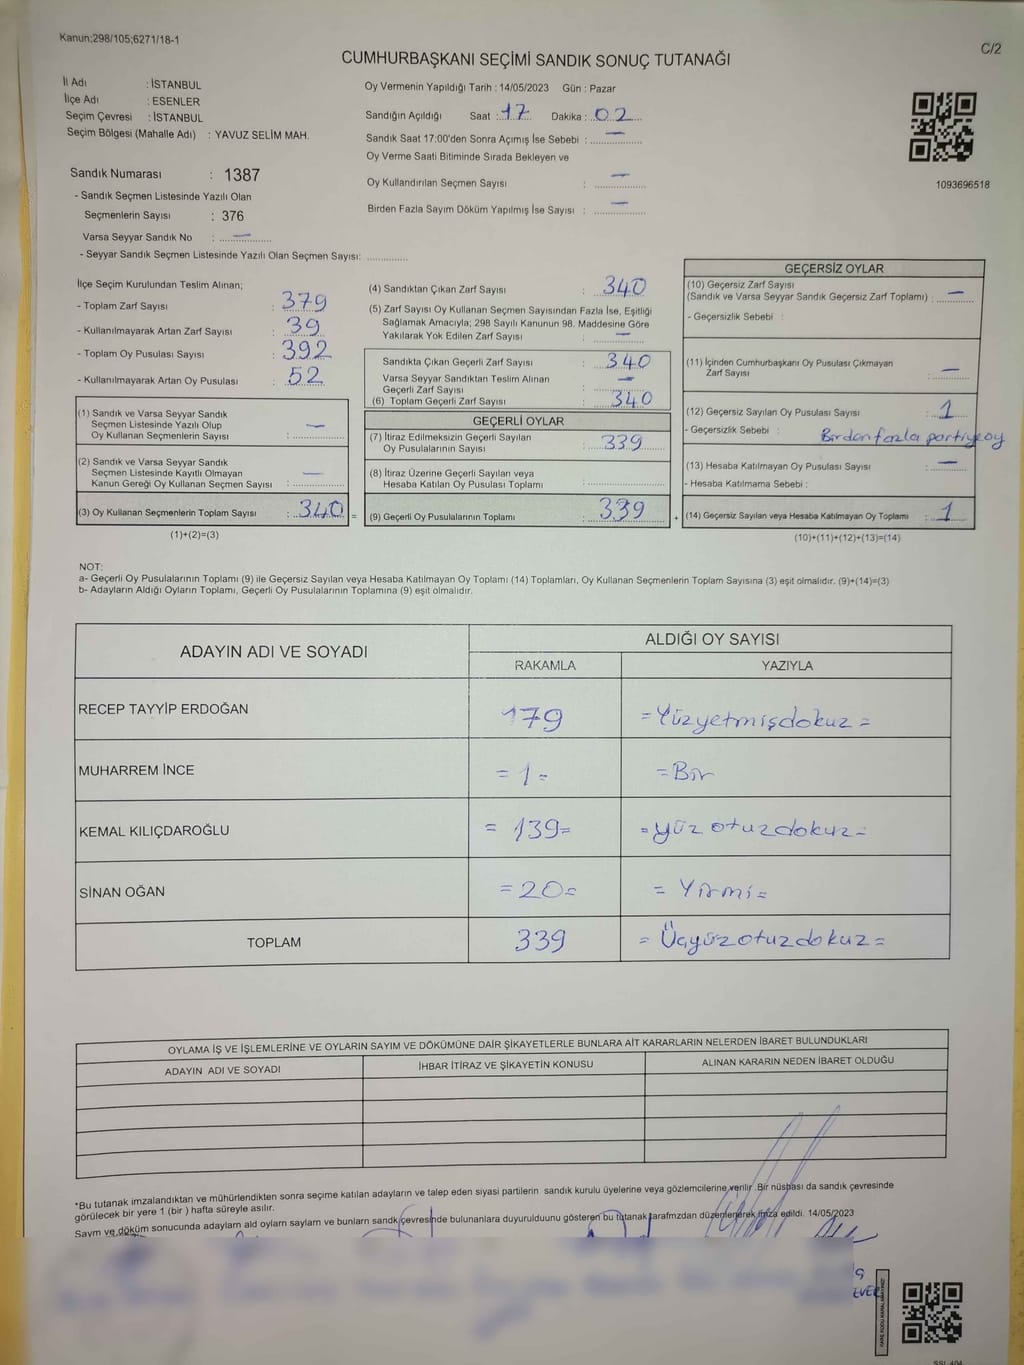 Kanun;298/105;6271/18-1
C/2
CUMHURBAŞKANI SEÇİMİ SANDIK SONUÇ TUTANAĞI
İl Adı : İSTANBUL
İlçe Adı : ESENLER
Seçim Çevresi : İSTANBUL
Seçim Bölgesi (Mahalle Adı) : YAVUZ SELİM MAH.
Sandık Numarası : 1387
- Sandık Seçmen Listesinde Yazılı Olan
Seçmenlerin Sayısı : 376
Varsa Seyyar Sandık No : —
- Seyyar Sandık Seçmen Listesinde Yazılı Olan Seçmen Sayısı: ............
Oy Vermenin Yapıldığı Tarih : 14/05/2023 Gün : Pazar
Sandığın Açıldığı Saat : 17 Dakika : 02
Sandık Saat 17.00'den Sonra Açımış İse Sebebi : —
Oy Verme Saati Bitiminde Sırada Bekleyen ve
Oy Kullandırılan Seçmen Sayısı : —
Birden Fazla Sayım Döküm Yapılmış İse Sayısı : —
1093696518
İlçe Seçim Kurulundan Teslim Alınan;
- Toplam Zarf Sayısı : 379
- Kullanılmayarak Artan Zarf Sayısı : 39
- Toplam Oy Pusulası Sayısı : 392
- Kullanılmayarak Artan Oy Pusulası : 52
(1) Sandık ve Varsa Seyyar Sandık
Seçmen Listesinde Yazılı Olup
Oy Kullanan Seçmenlerin Sayısı : —
(2) Sandık ve Varsa Seyyar Sandık
Seçmen Listesinde Kayıtlı Olmayan
Kanun Gereği Oy Kullanan Seçmen Sayısı : —
(3) Oy Kullanan Seçmenlerin Toplam Sayısı : 340 =
(1)+(2)=(3)
(4) Sandıktan Çıkan Zarf Sayısı : 340
(5) Zarf Sayısı Oy Kullanan Seçmen Sayısından Fazla İse, Eşitliği
Sağlamak Amacıyla; 298 Sayılı Kanunun 98. Maddesine Göre
Yakılarak Yok Edilen Zarf Sayısı : —
Sandıkta Çıkan Geçerli Zarf Sayısı : 340
Varsa Seyyar Sandıktan Teslim Alınan
Geçerli Zarf Sayısı : —
(6) Toplam Geçerli Zarf Sayısı : 340
GEÇERLİ OYLAR
(7) İtiraz Edilmeksizin Geçerli Sayılan
Oy Pusulasının Sayısı : 339
(8) İtiraz Üzerine Geçerli Sayılan veya
Hesaba Katılan Oy Pusulası Toplamı : ............
(9) Geçerli Oy Pusulalarının Toplamı : 339 +
GEÇERSİZ OYLAR
(10) Geçersiz Zarf Sayısı
(Sandık ve Varsa Seyyar Sandık Geçersiz Zarf Toplamı) : —
- Geçersizlik Sebebi :
(11) İçinden Cumhurbaşkanı Oy Pusulası Çıkmayan
Zarf Sayısı : —
(12) Geçersiz Sayılan Oy Pusulası Sayısı : 1
- Geçersizlik Sebebi : Birden fazla partiye oy
(13) Hesaba Katılmayan Oy Pusulası Sayısı : —
- Hesaba Katılmama Sebebi :
(14) Geçersiz Sayılan veya Hesaba Katılmayan Oy Toplamı : 1
(10)+(11)+(12)+(13)=(14)
NOT:
a- Geçerli Oy Pusulalarının Toplamı (9) ile Geçersiz Sayılan veya Hesaba Katılmayan Oy Toplamı (14) Toplamları, Oy Kullanan Seçmenlerin Toplam Sayısına (3) eşit olmalıdır. (9)+(14)=(3)
b- Adayların Aldığı Oyların Toplamı, Geçerli Oy Pusulalarının Toplamına (9) eşit olmalıdır.
ADAYIN ADI VE SOYADI
ALDIĞI OY SAYISI
RAKAMLA YAZIYLA
RECEP TAYYİP ERDOĞAN 179 =Yüzyetmişdokuz=
MUHARREM İNCE =1= =Bir
KEMAL KILIÇDAROĞLU =139= =yüz otuzdokuz=
SİNAN OĞAN =20= =Yirmi=
TOPLAM 339 =Üçyüzotuzdokuz=
OYLAMA İŞ VE İŞLEMLERİNE VE OYLARIN SAYIM VE DÖKÜMÜNE DAİR ŞİKAYETLERLE BUNLARA AİT KARARLARIN NELERDEN İBARET BULUNDUKLARI
ADAYIN ADI VE SOYADI İHBAR İTİRAZ VE ŞİKAYETİN KONUSU ALINAN KARARIN NEDEN İBARET OLDUĞU
*Bu tutanak imzalandıktan ve mühürlendikten sonra seçime katılan adayların ve talep eden siyasi partilerin sandık kurulu üyelerine veya gözlemcilerine verilir. Bir nüshası da sandık çevresinde
görülecek bir yere 1 (bir ) hafta süreyle asılır.
Sayım ve döküm sonucunda adayların ald oyların saylarm ve bunlarn sandk çevresinde bulunanlara duyurulduunu gösteren bu tutanak tarafmzdan düzenlenerek imza edildi. 14/05/2023